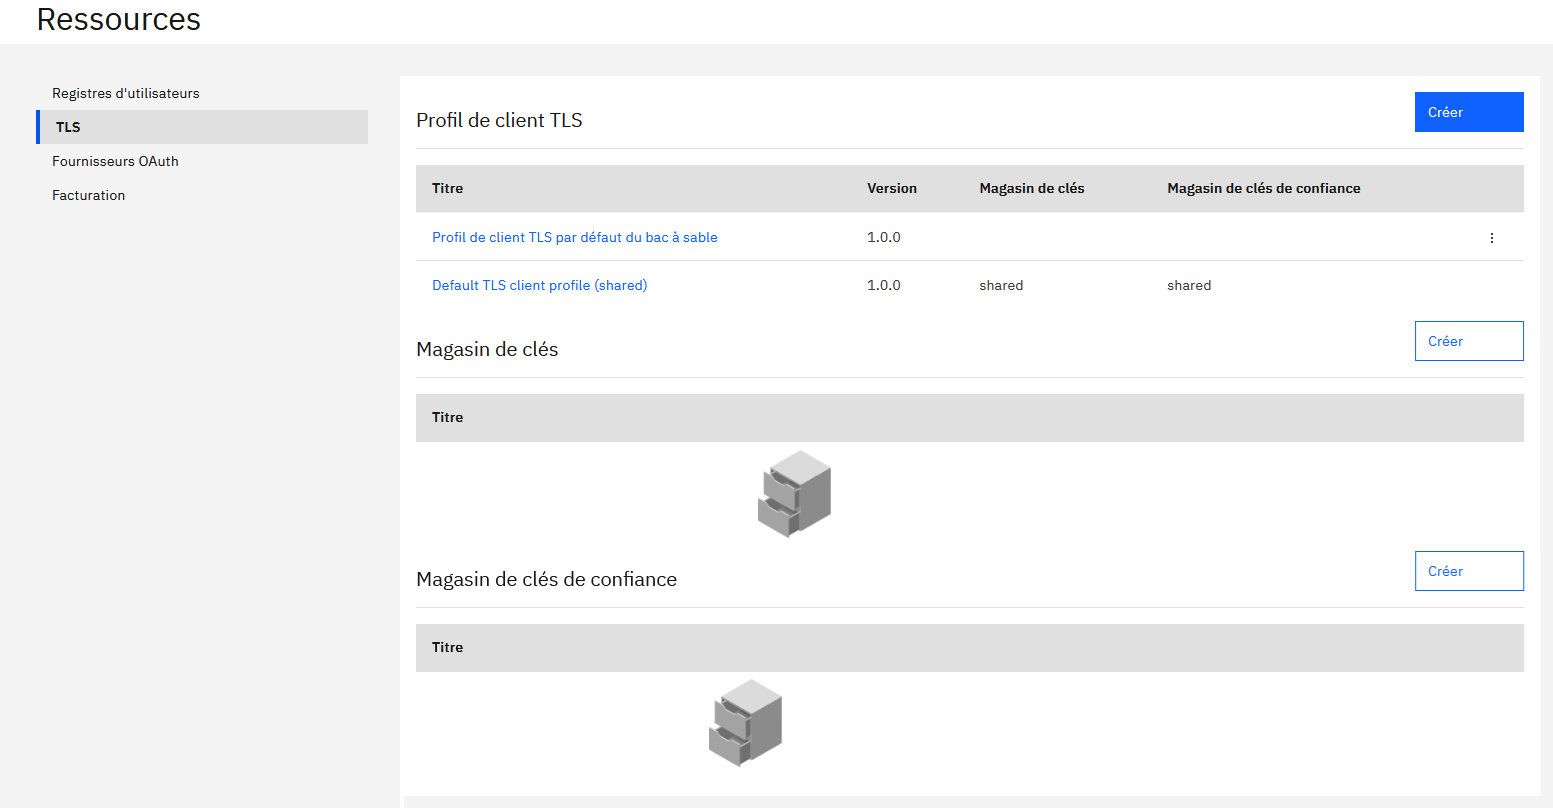 Ressources
Registres d'utilisateurs
TLS
Fournisseurs OAuth
Facturation
Profil de client TLS
Créer
Titre Version Magasin de clés Magasin de clés de confiance
Profil de client TLS par défaut du bac à sable 1.0.0
Default TLS client profile (shared) 1.0.0 shared shared
Magasin de clés
Créer
Titre
Magasin de clés de confiance
Créer
Titre